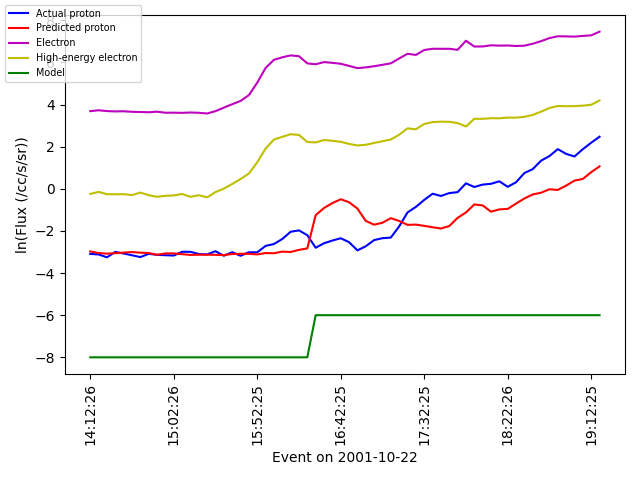 Actual proton
Predicted proton
Electron
High-energy electron
Model
4
2
0
−2
−4
−6
−8
ln(Flux (/cc/s/sr))
14:12:26
15:02:26
15:52:25
16:42:25
17:32:25
18:22:26
19:12:25
Event on 2001-10-22